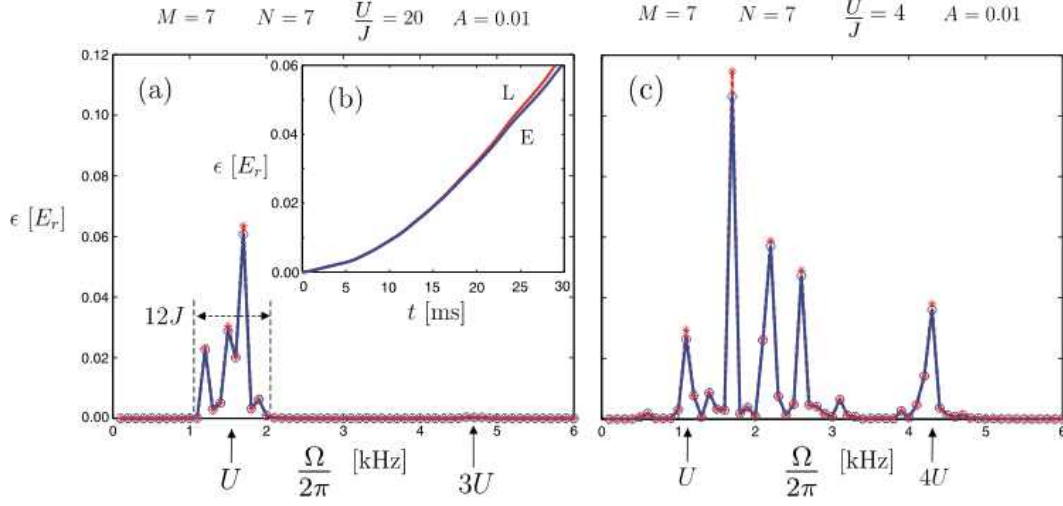 M = 7 N = 7 U/J = 20 A = 0.01
M = 7 N = 7 U/J = 4 A = 0.01
0.12
0.10
0.08
0.06
0.04
0.02
0.00
ϵ [E_r]
(a)
12J
0 1 2 3 4 5 6
U
Ω/2π [kHz]
3U
(b)
L
E
ϵ [E_r]
0.06
0.04
0.02
0.00
0 5 10 15 20 25 30
t [ms]
(c)
0 1 2 3 4 5 6
U
Ω/2π [kHz]
4U